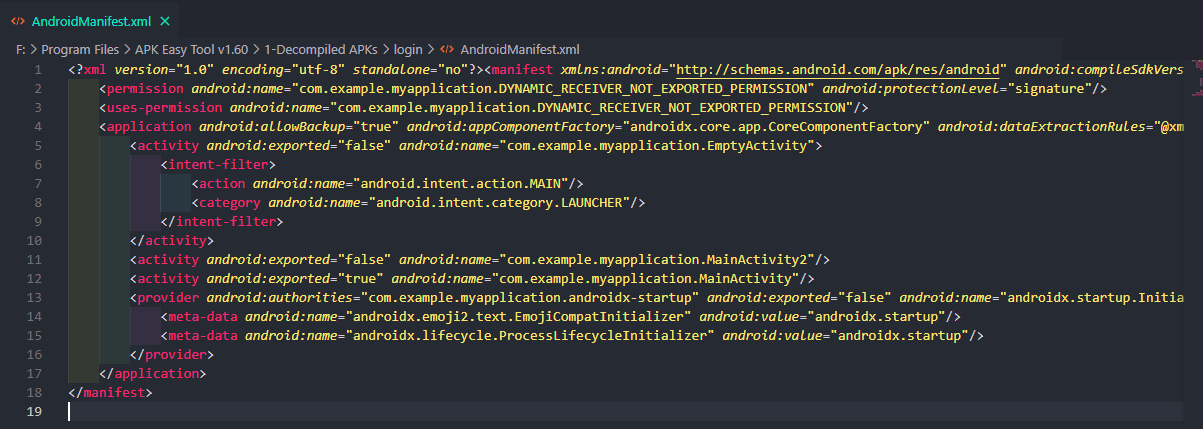 AndroidManifest.xml
F: > Program Files > APK Easy Tool v1.60 > 1-Decompiled APKs > login > AndroidManifest.xml
1 <?xml version="1.0" encoding="utf-8" standalone="no"?><manifest xmlns:android="http://schemas.android.com/apk/res/android" android:compileSdkVers
2 <permission android:name="com.example.myapplication.DYNAMIC_RECEIVER_NOT_EXPORTED_PERMISSION" android:protectionLevel="signature"/>
3 <uses-permission android:name="com.example.myapplication.DYNAMIC_RECEIVER_NOT_EXPORTED_PERMISSION"/>
4 <application android:allowBackup="true" android:appComponentFactory="androidx.core.app.CoreComponentFactory" android:dataExtractionRules="@xm
5 <activity android:exported="false" android:name="com.example.myapplication.EmptyActivity">
6 <intent-filter>
7 <action android:name="android.intent.action.MAIN"/>
8 <category android:name="android.intent.category.LAUNCHER"/>
9 </intent-filter>
10 </activity>
11 <activity android:exported="false" android:name="com.example.myapplication.MainActivity2"/>
12 <activity android:exported="true" android:name="com.example.myapplication.MainActivity"/>
13 <provider android:authorities="com.example.myapplication.androidx-startup" android:exported="false" android:name="androidx.startup.Initia
14 <meta-data android:name="androidx.emoji2.text.EmojiCompatInitializer" android:value="androidx.startup"/>
15 <meta-data android:name="androidx.lifecycle.ProcessLifecycleInitializer" android:value="androidx.startup"/>
16 </provider>
17 </application>
18 </manifest>
19